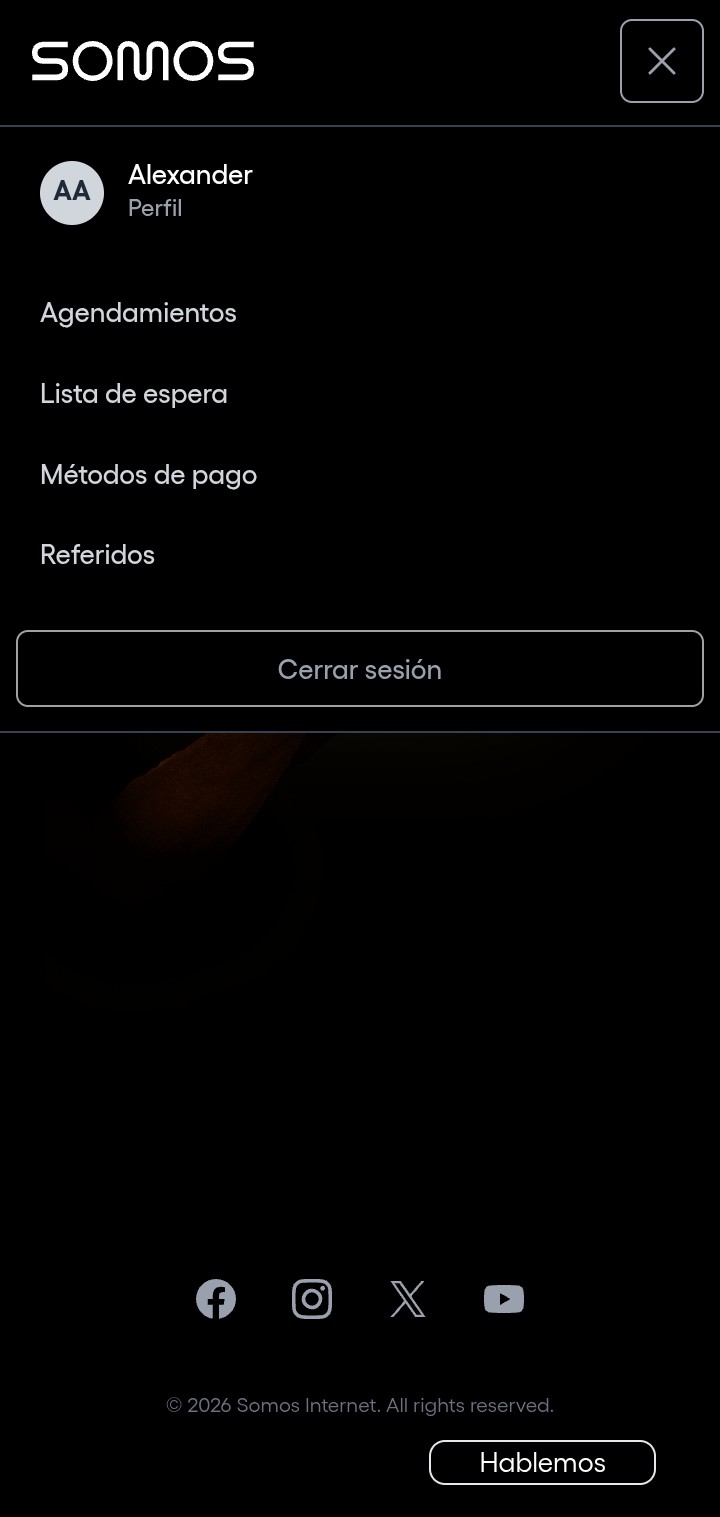 SOMOS
AA
Alexander
Perfil
Agendamientos
Lista de espera
Métodos de pago
Referidos
Cerrar sesión
© 2026 Somos Internet. All rights reserved.
Hablemos